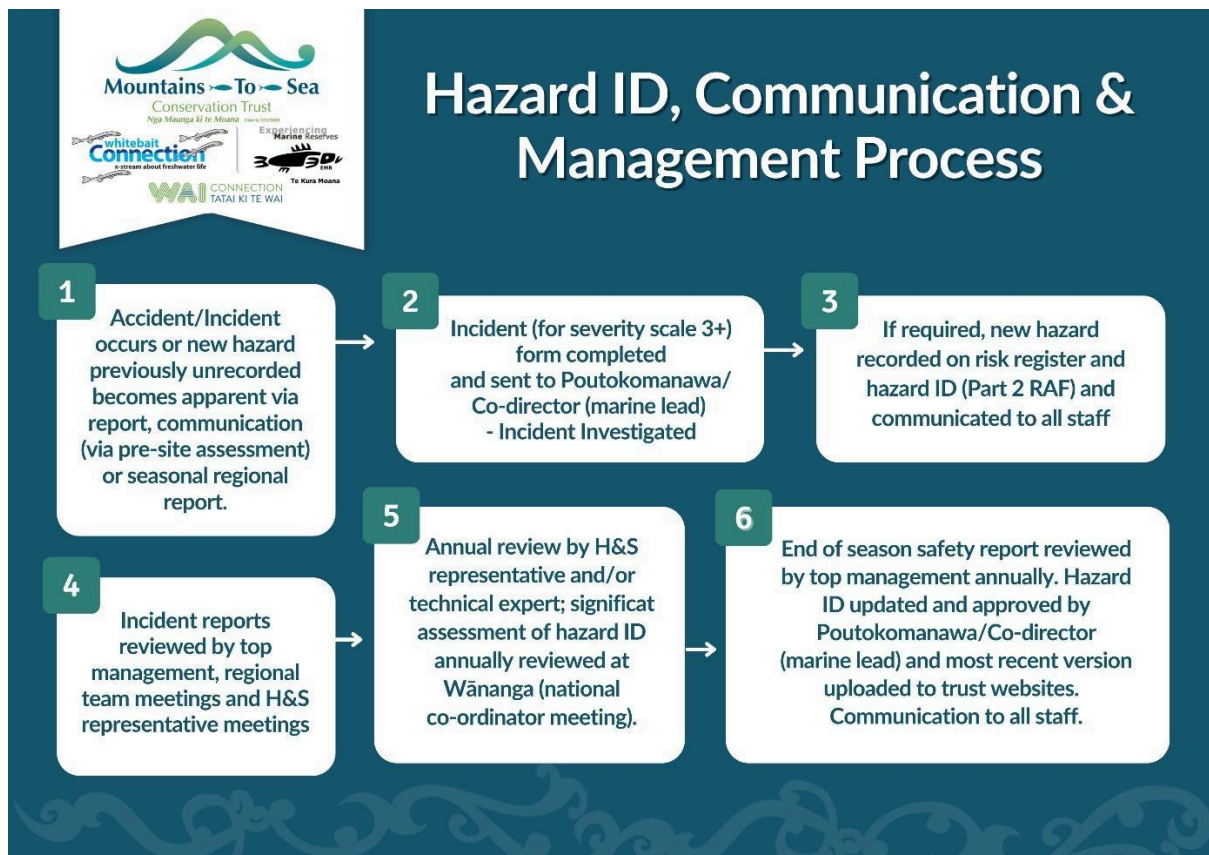 Mountains To Sea
Conservation Trust
Nga Maunga ki te Moana
whitebait
Connection
x-stream about freshwater life
Experiencing
Marine Reserves
EMR
Te Kura Moana
WAI CONNECTION
TATAI KI TE WAI
Hazard ID, Communication &
Management Process
1
Accident/Incident
occurs or new hazard
previously unrecorded
becomes apparent via
report, communication
(via pre-site assessment)
or seasonal regional
report.
2
Incident (for severity scale 3+)
form completed
and sent to Poutokomanawa/
Co-director (marine lead)
- Incident Investigated
3
If required, new hazard
recorded on risk register and
hazard ID (Part 2 RAF) and
communicated to all staff
4
Incident reports
reviewed by top
management, regional
team meetings and H&S
representative meetings
5
Annual review by H&S
representative and/or
technical expert; significat
assessment of hazard ID
annually reviewed at
Wānanga (national
co-ordinator meeting).
6
End of season safety report reviewed
by top management annually. Hazard
ID updated and approved by
Poutokomanawa/Co-director
(marine lead) and most recent version
uploaded to trust websites.
Communication to all staff.